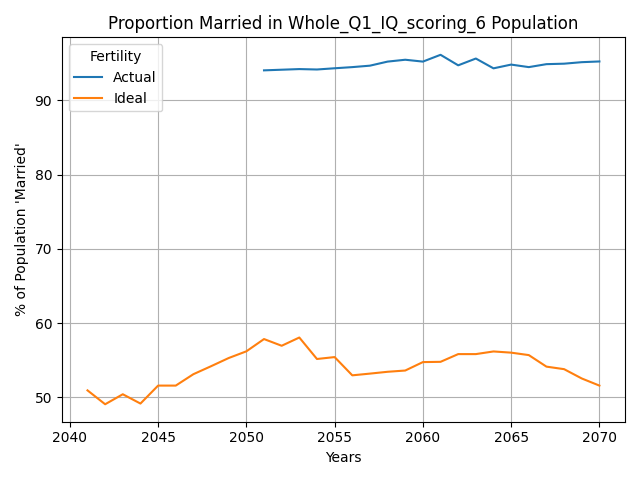 Proportion Married in Whole_Q1_IQ_scoring_6 Population
Fertility
Actual
Ideal
% of Population 'Married'
90
80
70
60
50
2040
2045
2050
2055
2060
2065
2070
Years